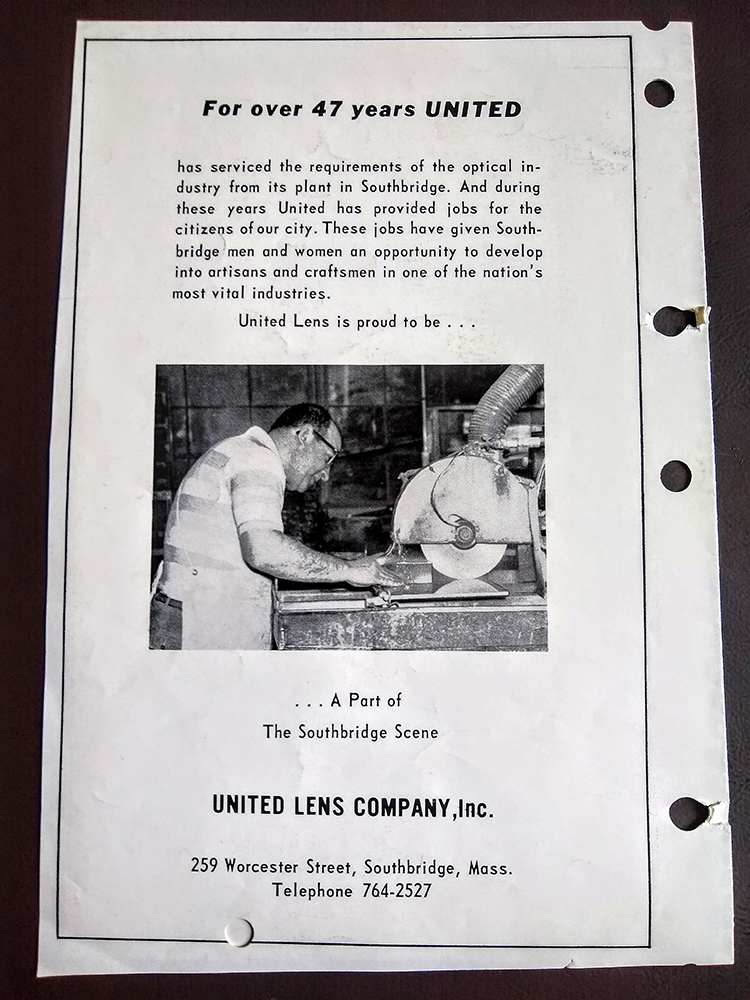 For over 47 years UNITED
has serviced the requirements of the optical in-
dustry from its plant in Southbridge. And during
these years United has provided jobs for the
citizens of our city. These jobs have given South-
bridge men and women an opportunity to develop
into artisans and craftsmen in one of the nation's
most vital industries.
United Lens is proud to be . . .
. . . A Part of
The Southbridge Scene
UNITED LENS COMPANY,Inc.
259 Worcester Street, Southbridge, Mass.
Telephone 764-2527